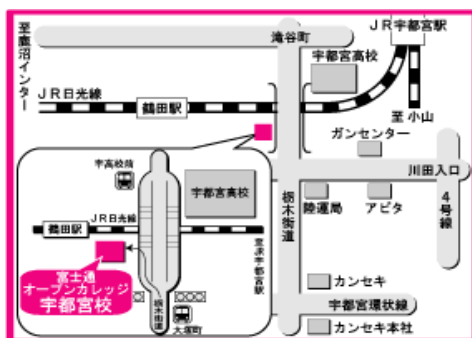 JR宇都宮駅
至鹿沼インター
滝谷町
宇都宮高校
JR日光線
鶴田駅
至 小山
ガンセンター
川田入口
栃木街道
陸運局
アピタ
4号線
宇高校前
宇都宮高校
JR日光線
鶴田駅
至JR宇都宮駅
富士通
オープンカレッジ
宇都宮校
栃木街道
大塚町
カンセキ
宇都宮環状線
カンセキ本社